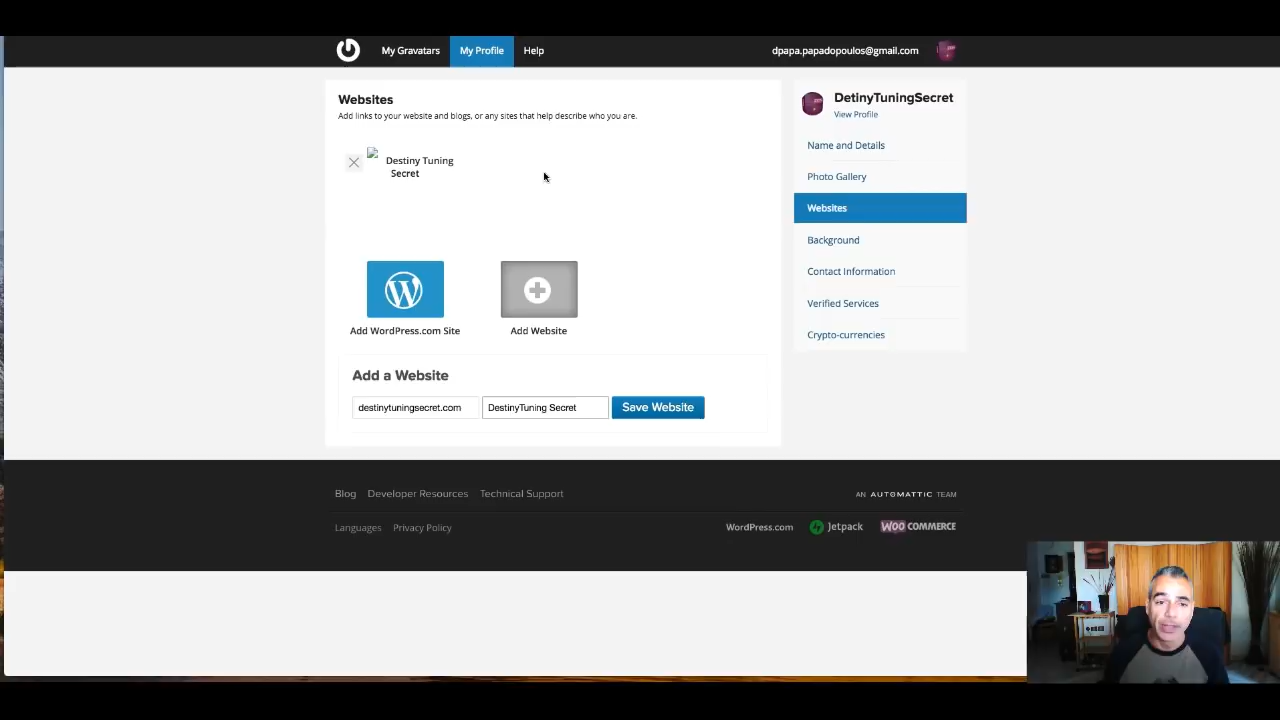 My Gravatars My Profile Help dpapa.papadopoulos@gmail.com
Websites
Add links to your website and blogs, or any sites that help describe who you are.
Destiny Tuning
Secret
Add WordPress.com Site Add Website
Add a Website
destinytuningsecret.com DestinyTuning Secret Save Website
DetinyTuningSecret
View Profile
Name and Details
Photo Gallery
Websites
Background
Contact Information
Verified Services
Crypto-currencies
Blog Developer Resources Technical Support AN AUTOMATTIC TEAM
Languages Privacy Policy WordPress.com Jetpack WOO COMMERCE